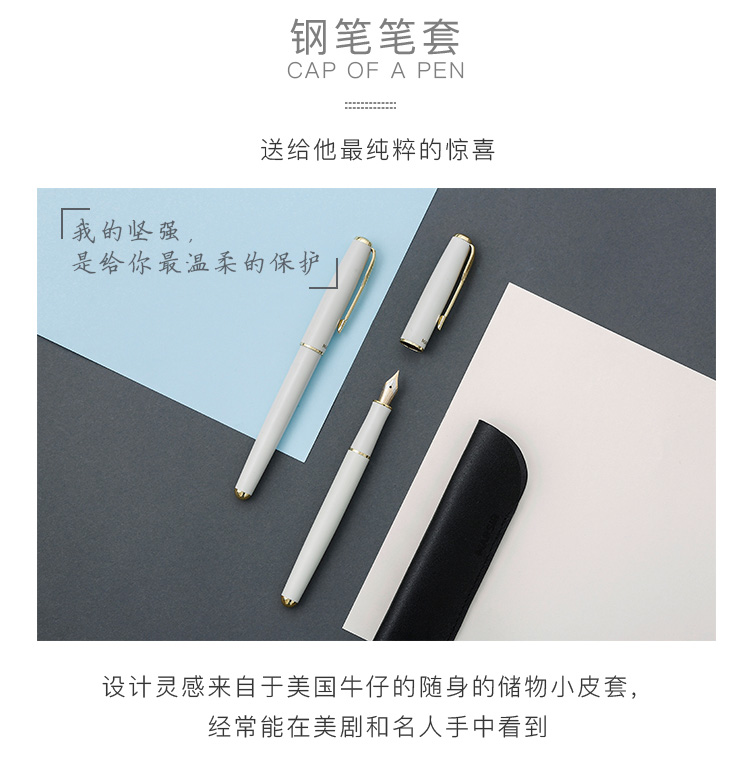 钢笔笔套
CAP OF A PEN
送给他最纯粹的惊喜
我的坚强，
是给你最温柔的保护
设计灵感来自于美国牛仔的随身的储物小皮套，
经常能在美剧和名人手中看到